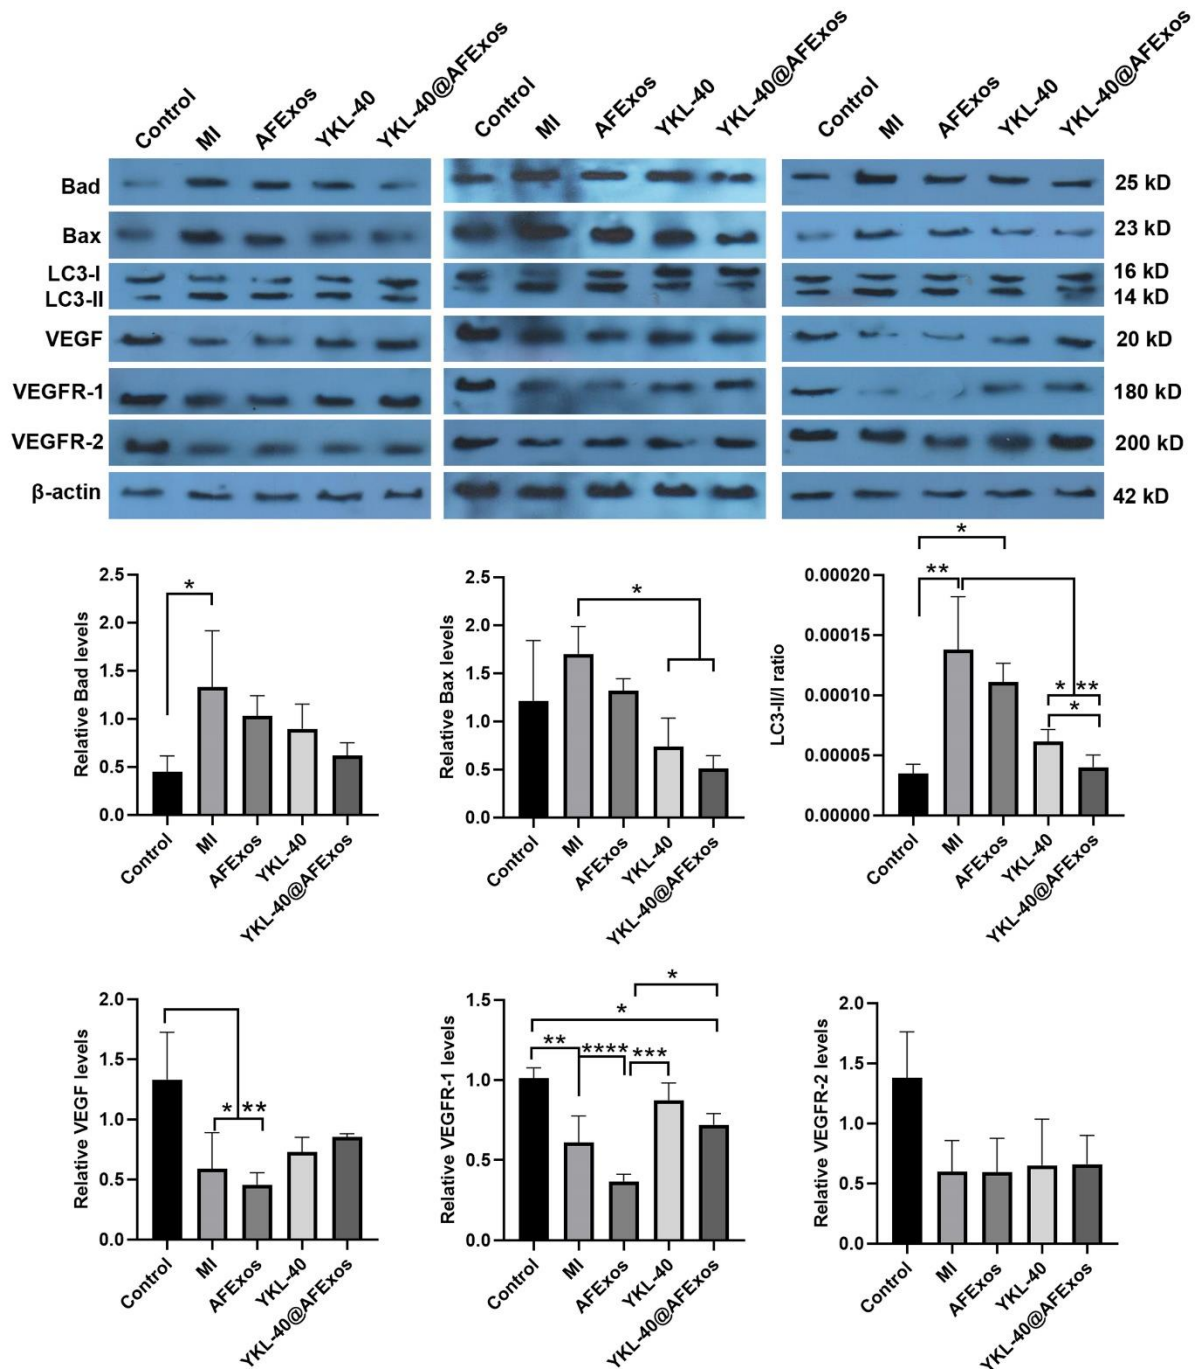 Control MI AFExos YKL-40 YKL-40@AFExos
Control MI AFExos YKL-40 YKL-40@AFExos
Control MI AFExos YKL-40 YKL-40@AFExos
Bad 25 kD
Bax 23 kD
LC3-I 16 kD
LC3-II 14 kD
VEGF 20 kD
VEGFR-1 180 kD
VEGFR-2 200 kD
β-actin 42 kD
Relative Bad levels
2.5
2.0
1.5
1.0
0.5
0.0
*
Control MI AFExos YKL-40 YKL-40@AFExos
Relative Bax levels
2.5
2.0
1.5
1.0
0.5
0.0
*
Control MI AFExos YKL-40 YKL-40@AFExos
LC3-II/I ratio
0.00020
0.00015
0.00010
0.00005
0.00000
*
**
* **
*
Control MI AFExos YKL-40 YKL-40@AFExos
Relative VEGF levels
2.0
1.5
1.0
0.5
0.0
* **
Control MI AFExos YKL-40 YKL-40@AFExos
Relative VEGFR-1 levels
1.5
1.0
0.5
0.0
*
*
** **** ***
Control MI AFExos YKL-40 YKL-40@AFExos
Relative VEGFR-2 levels
2.0
1.5
1.0
0.5
0.0
Control MI AFExos YKL-40 YKL-40@AFExos